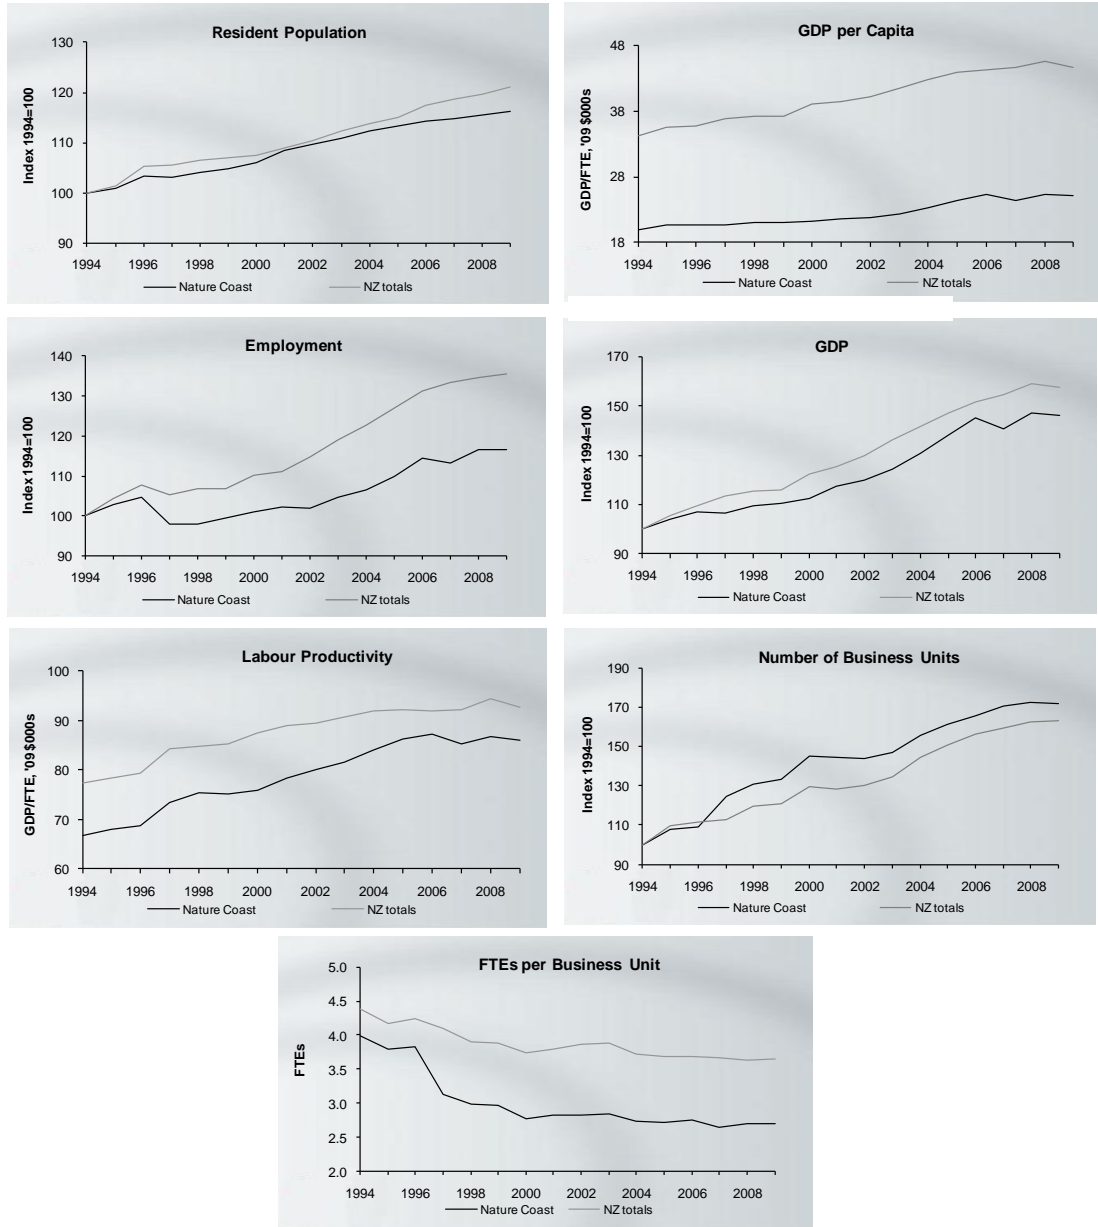 Resident Population
Index 1994=100
130
120
110
100
90
1994 1996 1998 2000 2002 2004 2006 2008
Nature Coast NZ totals
GDP per Capita
GDP/FTE, '09 $000s
48
38
28
18
1994 1996 1998 2000 2002 2004 2006 2008
Nature Coast NZ totals
Employment
Index 1994=100
140
130
120
110
100
90
1994 1996 1998 2000 2002 2004 2006 2008
Nature Coast NZ totals
GDP
Index 1994=100
170
150
130
110
90
1994 1996 1998 2000 2002 2004 2006 2008
Nature Coast NZ totals
Labour Productivity
GDP/FTE, '09 $000s
100
90
80
70
60
1994 1996 1998 2000 2002 2004 2006 2008
Nature Coast NZ totals
Number of Business Units
Index 1994=100
190
170
150
130
110
90
1994 1996 1998 2000 2002 2004 2006 2008
Nature Coast NZ totals
FTEs per Business Unit
FTEs
5.0
4.5
4.0
3.5
3.0
2.5
2.0
1994 1996 1998 2000 2002 2004 2006 2008
Nature Coast NZ totals